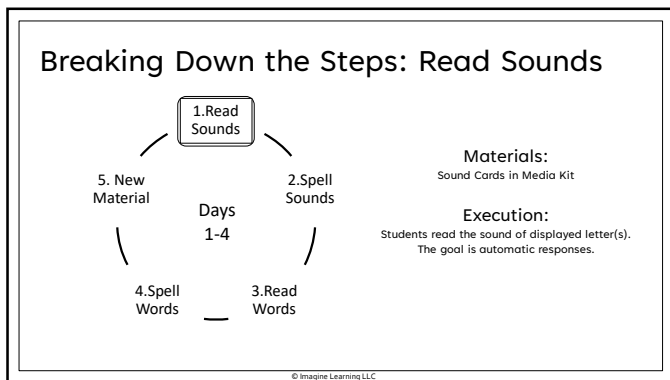 Breaking Down the Steps: Read Sounds
1.Read
Sounds
2.Spell
Sounds
3.Read
Words
4.Spell
Words
5. New
Material
Days
1-4
Materials:
Sound Cards in Media Kit
Execution:
Students read the sound of displayed letter(s).
The goal is automatic responses.
© Imagine Learning LLC